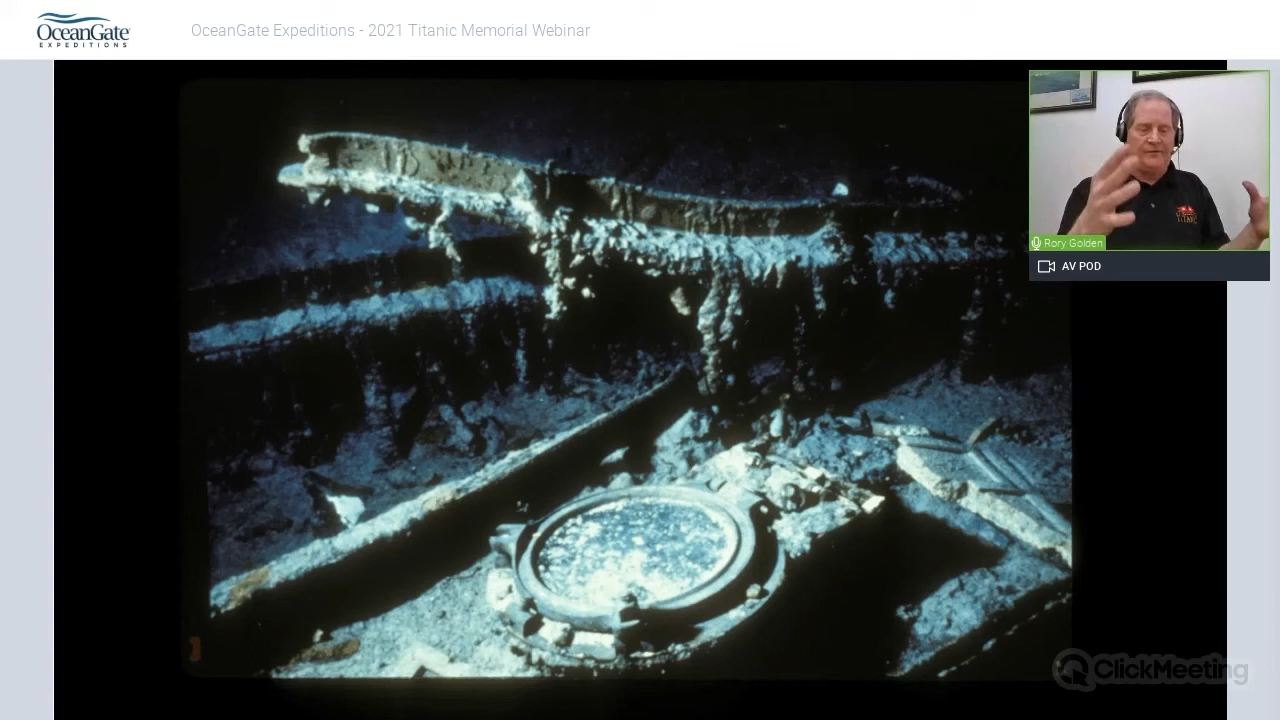 OceanGate
EXPEDITIONS
OceanGate Expeditions - 2021 Titanic Memorial Webinar
Rory Golden
AV POD
ClickMeeting